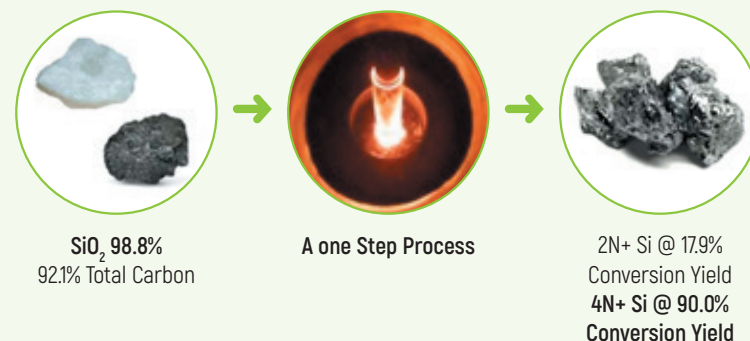 SiO₂ 98.8%
92.1% Total Carbon
A one Step Process
2N+ Si @ 17.9%
Conversion Yield
4N+ Si @ 90.0%
Conversion Yield